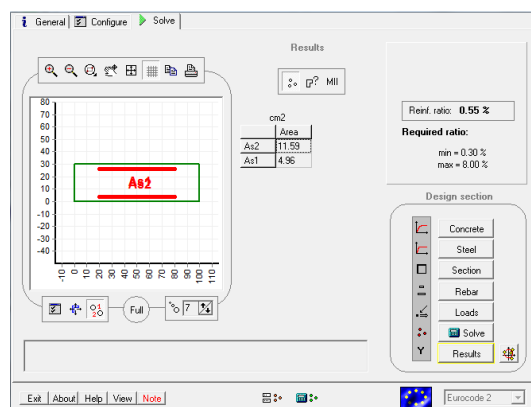 General Configure Solve
Results
MII
80
70
60
50
40
30
20
10
0
-10
-20
-30
-40
-10 0 10 20 30 40 50 60 70 80 90 100 110
cm2
Area
As2 11.59
As1 4.96
Reinf. ratio: 0.55 %
Required ratio:
min = 0.30 %
max = 8.00 %
Design section
Concrete
Steel
Section
Rebar
Loads
Solve
Y Results
Full 7
Exit About Help View Note
Eurocode 2